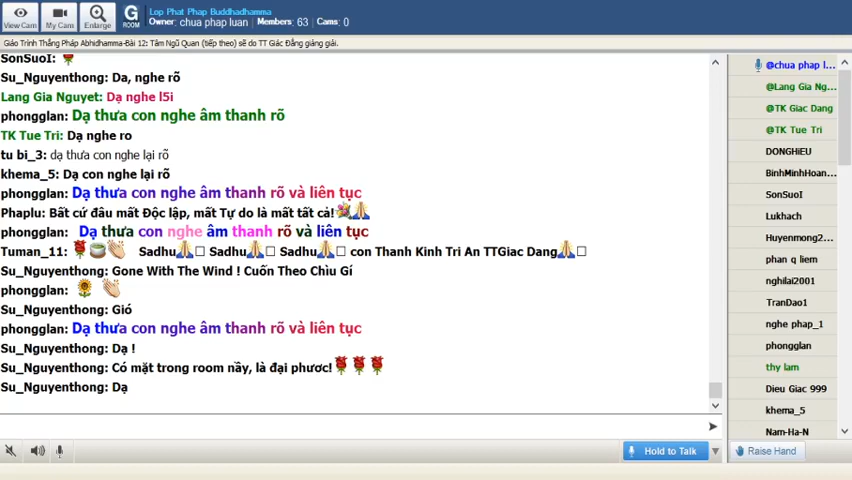 View Cam
My Cam
Enlarge
G
ROOM
Lop Phat Phap Buddhadhamma
Owner: chua phap luan Members: 63 Cams: 0
Giáo Trình Thắng Pháp Abhidhamma-Bài 12: Tâm Ngũ Quan (tiếp theo) sẽ do TT Giác Đẳng giảng giải.
SonSuoI:
Su_Nguyenthong: Da, nghe rõ
Lang Gia Nguyet: Dạ nghe l5i
phongglan: Dạ thưa con nghe âm thanh rõ
TK Tue Tri: Dạ nghe ro
tu bi_3: dạ thưa con nghe lại rõ
khema_5: Dạ con nghe lại rõ
phongglan: Dạ thưa con nghe âm thanh rõ và liên tục
Phaplu: Bất cứ đâu mất Độc lập, mất Tự do là mất tất cả!
phongglan: Dạ thưa con nghe âm thanh rõ và liên tục
Tuman_11: Sadhu Sadhu Sadhu con Thanh Kinh Tri An TTGiac Dang
Su_Nguyenthong: Gone With The Wind ! Cuốn Theo Chìu Gí
phongglan:
Su_Nguyenthong: Gió
phongglan: Dạ thưa con nghe âm thanh rõ và liên tục
Su_Nguyenthong: Dạ !
Su_Nguyenthong: Có mặt trong room nầy, là đại phươc!
Su_Nguyenthong: Dạ
Hold to Talk
@chua phap l...
@Lang Gia Ng...
@TK Giac Dang
@TK Tue Tri
DONGHiEU
BinhMinhHoan...
SonSuoI
Lukhach
Huyenmong2...
phan q liem
nghilai2001
TranDao1
nghe phap_1
phongglan
thy lam
Dieu Giac 999
khema_5
Nam-Ha-N
Raise Hand